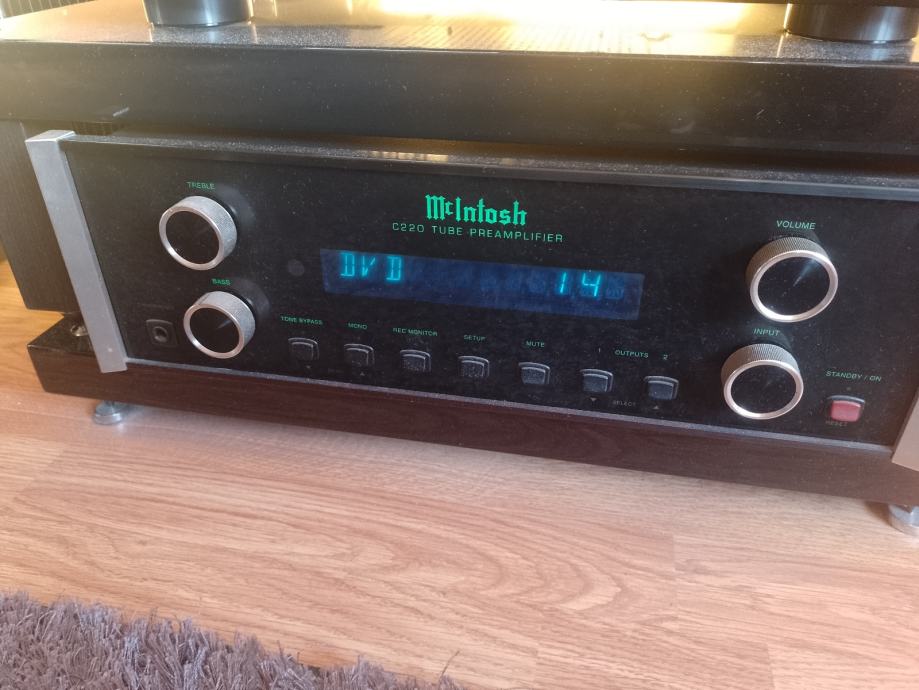 McIntosh
C220 TUBE PREAMPLIFIER
TREBLE
VOLUME
DVD 14
BASS
TONE BYPASS MONO REC MONITOR SETUP MUTE 1 OUTPUTS 2
INPUT
STANDBY / ON
SELECT
RESET